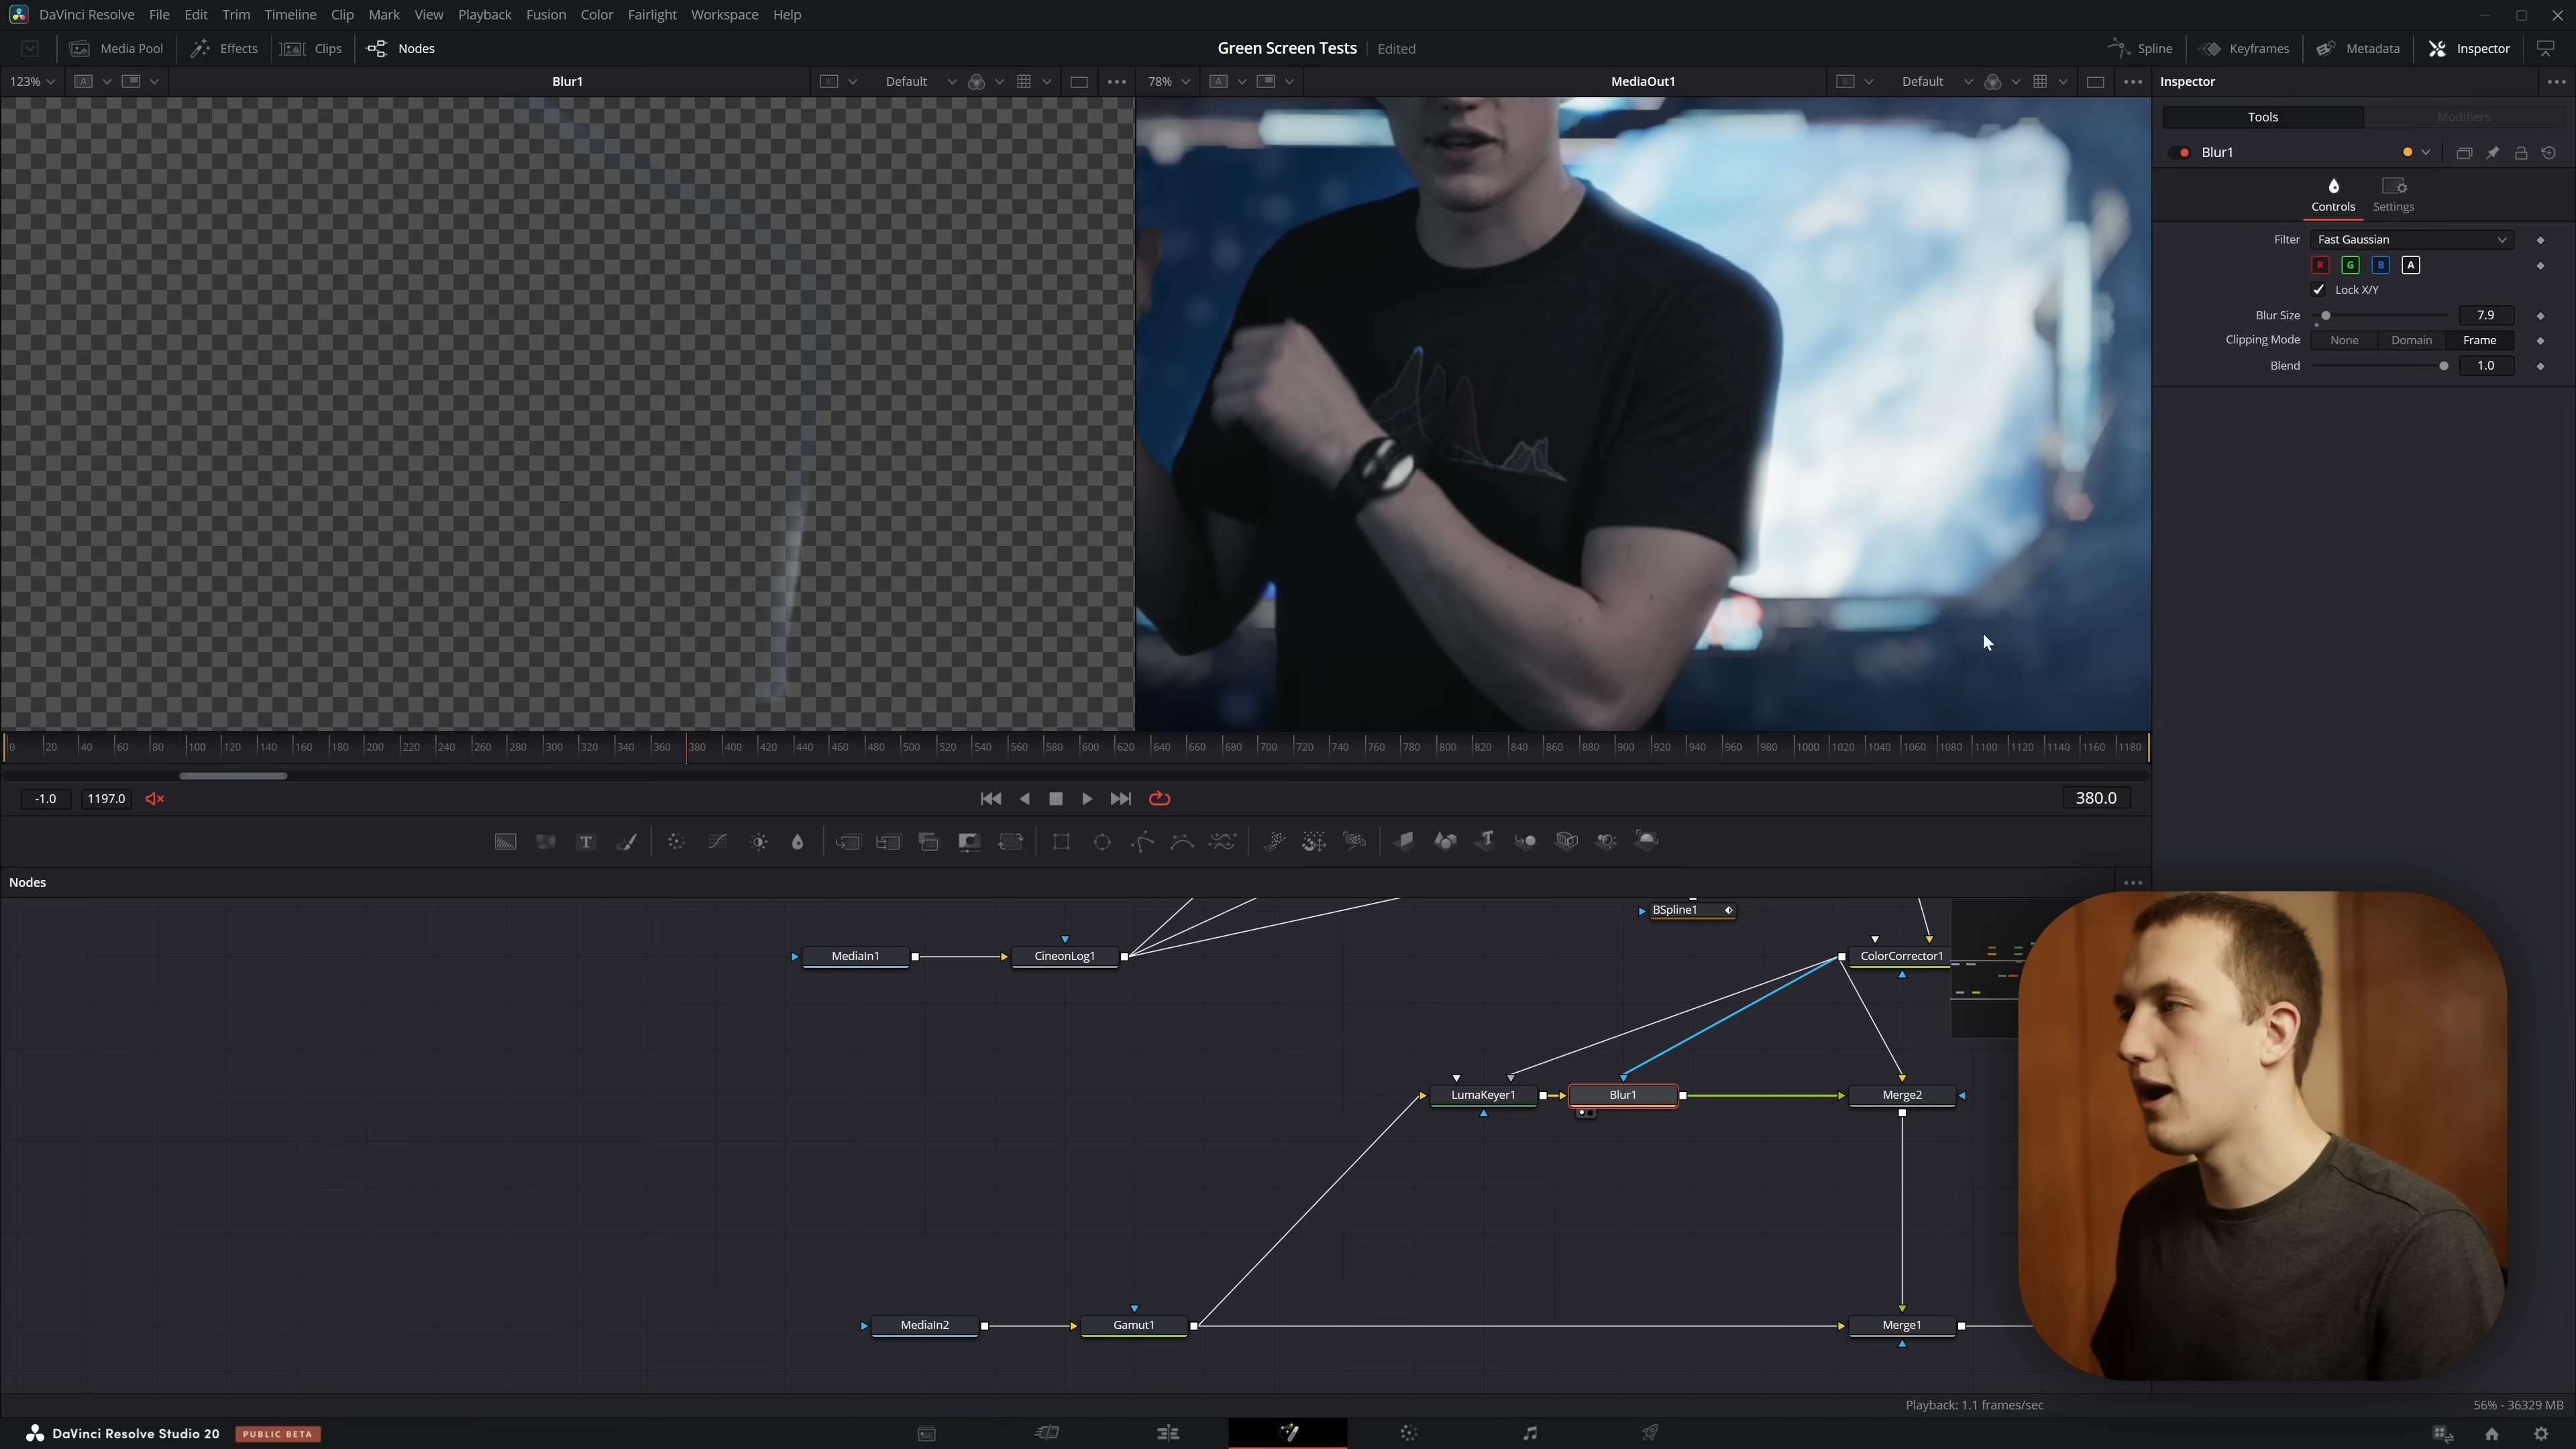 DaVinci Resolve File Edit Trim Timeline Clip Mark View Playback Fusion Color Fairlight Workspace Help
Media Pool Effects Clips Nodes Green Screen Tests Edited Spline Keyframes Metadata Inspector
123% A Blur1 Default 78% A MediaOut1 Default Inspector
Tools Modifiers
Blur1
Controls Settings
Filter Fast Gaussian
R G B A
Lock X/Y
Blur Size 7.9
Clipping Mode None Domain Frame
Blend 1.0
0 20 40 60 80 100 120 140 160 180 200 220 240 260 280 300 320 340 360 380 400 420 440 460 480 500 520 540 560 580 600 620 640 660 680 700 720 740 760 780 800 820 840 860 880 900 920 940 960 980 1000 1020 1040 1060 1080 1100 1120 1140 1160 1180
-1.0 1197.0 380.0
T T
Nodes
BSpline1
MediaIn1 CineonLog1 ColorCorrector1
LumaKeyer1 Blur1 Merge2
MediaIn2 Gamut1 Merge1
Playback: 1.1 frames/sec 56% - 36329 MB
DaVinci Resolve Studio 20 PUBLIC BETA